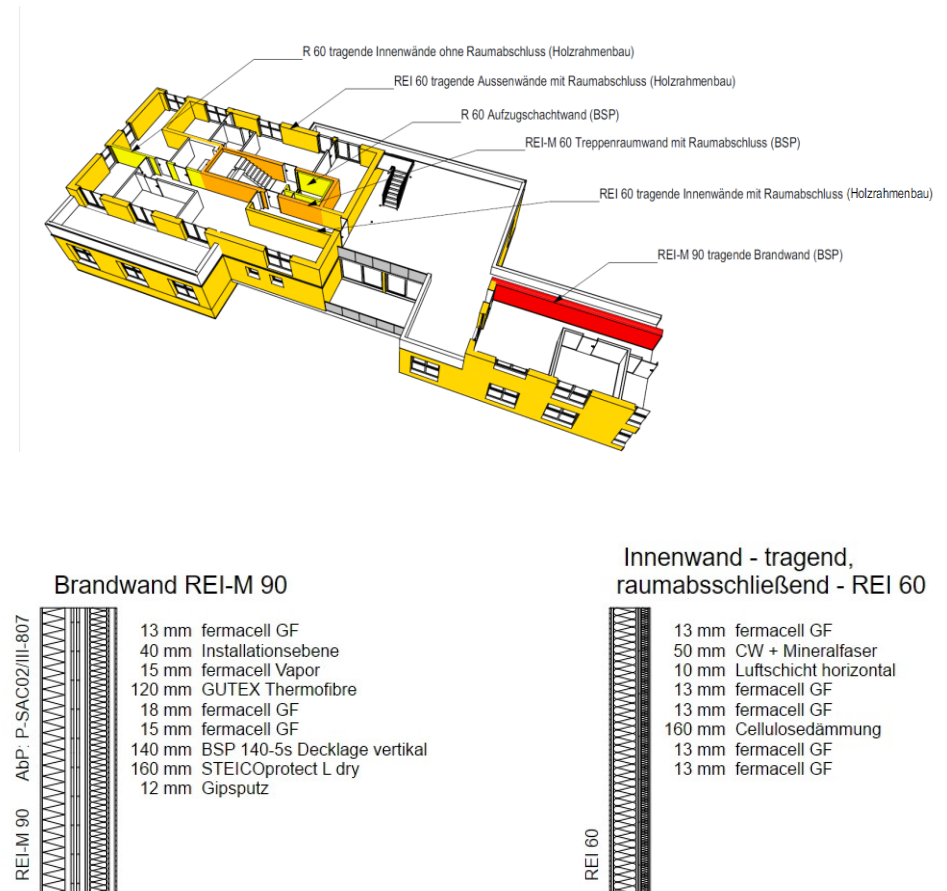 R 60 tragende Innenwände ohne Raumabschluss (Holzrahmenbau)
REI 60 tragende Aussenwände mit Raumabschluss (Holzrahmenbau)
R 60 Aufzugschachtwand (BSP)
REI-M 60 Treppenraumwand mit Raumabschluss (BSP)
REI 60 tragende Innenwände mit Raumabschluss (Holzrahmenbau)
REI-M 90 tragende Brandwand (BSP)
Brandwand REI-M 90
AbP: P-SAC02/III-807
REI-M 90
13 mm fermacell GF
40 mm Installationsebene
15 mm fermacell Vapor
120 mm GUTEX Thermofibre
18 mm fermacell GF
15 mm fermacell GF
140 mm BSP 140-5s Decklage vertikal
160 mm STEICOprotect L dry
12 mm Gipsputz
Innenwand - tragend,
raumabsschließend - REI 60
REI 60
13 mm fermacell GF
50 mm CW + Mineralfaser
10 mm Luftschicht horizontal
13 mm fermacell GF
13 mm fermacell GF
160 mm Cellulosedämmung
13 mm fermacell GF
13 mm fermacell GF